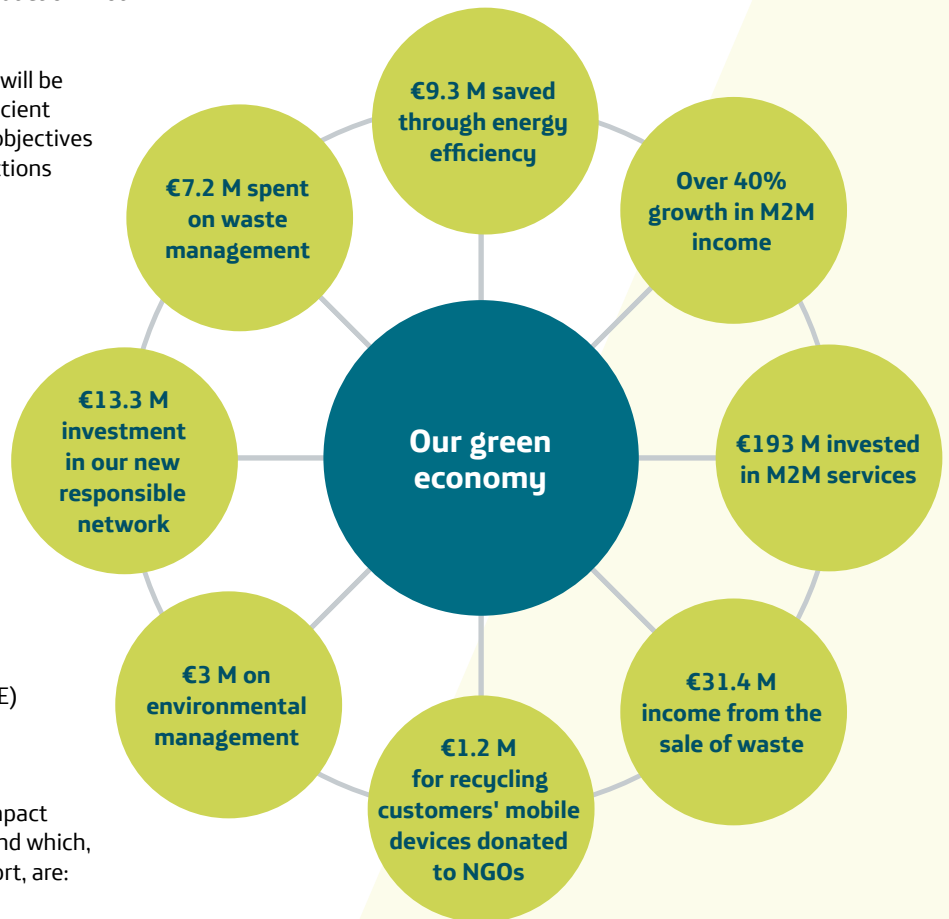 will be
cient
objectives
tions
E)
npact
nd which,
ort, are:
€9.3 M saved
through energy
efficiency
Over 40%
growth in M2M
income
€193 M invested
in M2M services
€31.4 M
income from the
sale of waste
€1.2 M
for recycling
customers' mobile
devices donated
to NGOs
€3 M on
environmental
management
€13.3 M
investment
in our new
responsible
network
€7.2 M spent
on waste
management
Our green
economy